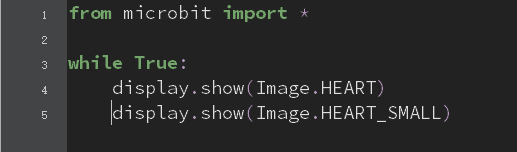 1 from microbit import *
2
3 while True:
4     display.show(Image.HEART)
5     display.show(Image.HEART_SMALL)